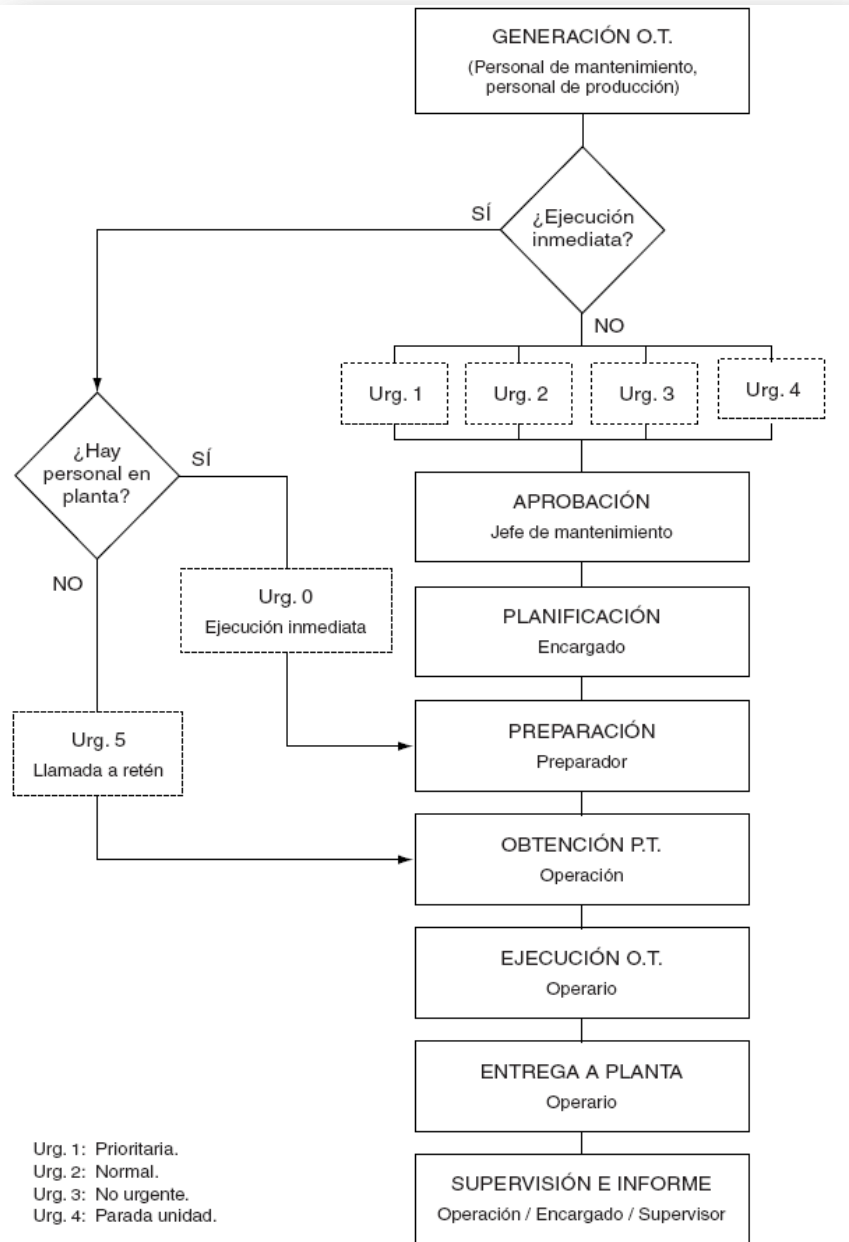 GENERACIÓN O.T.
(Personal de mantenimiento,
personal de producción)
SÍ
¿Ejecución
inmediata?
NO
Urg. 1
Urg. 2
Urg. 3
Urg. 4
¿Hay
personal en
planta?
SÍ
NO
APROBACIÓN
Jefe de mantenimiento
Urg. 0
Ejecución inmediata
PLANIFICACIÓN
Encargado
Urg. 5
Llamada a retén
PREPARACIÓN
Preparador
OBTENCIÓN P.T.
Operación
EJECUCIÓN O.T.
Operario
ENTREGA A PLANTA
Operario
SUPERVISIÓN E INFORME
Operación / Encargado / Supervisor
Urg. 1: Prioritaria.
Urg. 2: Normal.
Urg. 3: No urgente.
Urg. 4: Parada unidad.